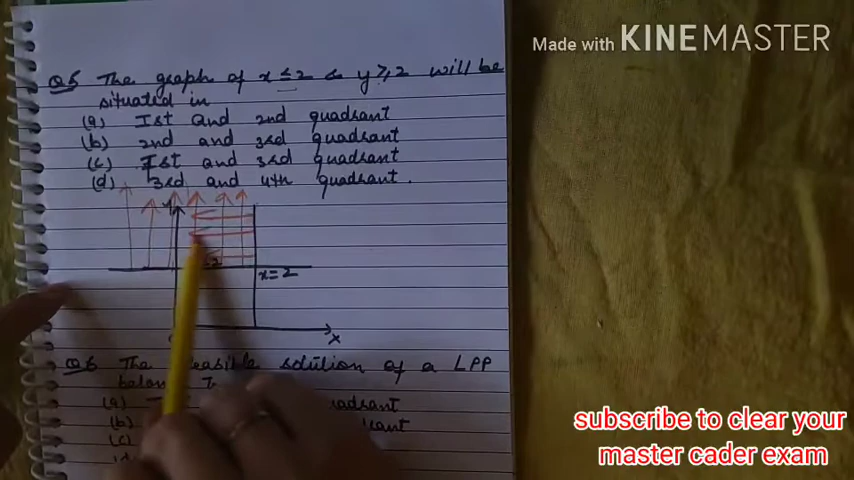 Made with KINEMASTER
Q5 The graph of x ≤ 2 & y ≥ 2 will be
situated in
(a) Ist and 2nd quadrant
(b) 2nd and 3rd quadrant
(c) Ist and 3rd quadrant
(d) 3rd and 4th quadrant.
x=2
X
Q6 The feasible solution of a LPP
(a)
(b)
(c)
subscribe to clear your
master cader exam